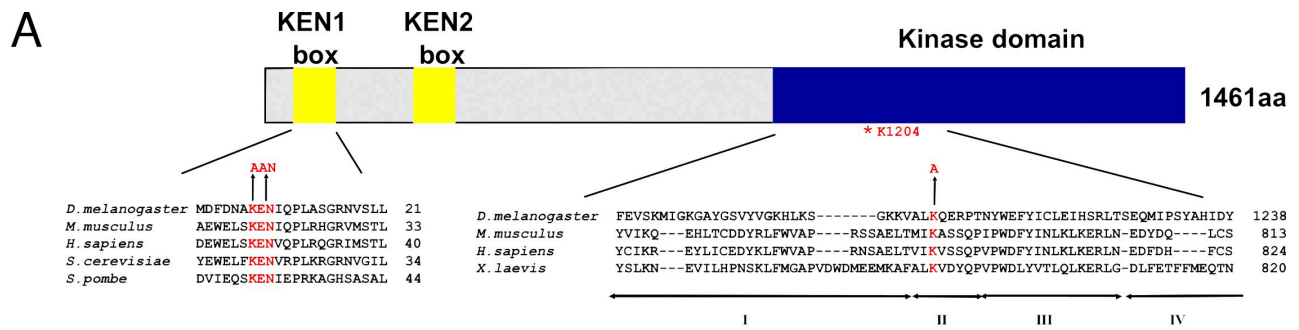 A
KEN1 box
KEN2 box
Kinase domain
1461aa
* K1204
AAN
D.melanogaster MDFDNAKENIQPLASGRNVSLL 21
M.musculus AEWELSKENVQPLRHGRVMSTL 33
H.sapiens DEWELSKENVQPLRQGRIMSTL 40
S.cerevisiae YEWELFKENVRPLKRGRNVGIL 34
S.pombe DVIEQSKENIEPRKAGHSASAL 44
A
D.melanogaster FEVSKMIGKGAYGSVYVGKHLKS-------GKKVALKQERPTNYWEFYICLEIHSRLTSEQMIPSYAHIDY 1238
M.musculus YVIKQ---EHLTCDDYRLFWVAP----RNSSAELTMIKASSQPIPWDFYINLKLKERLN-EDYDQ----LCS 813
H.sapiens YCIKR---EYLICEDYKLFWVAP----RNSAELTVIKVSSQPVPWDFYINLKLKERLN-EDFDH----FCS 824
X.laevis YSLKN---EVILHPNSKLFMGAPVDWDMEEMKAFALKVDYQPVPWDLYVTLQLKERLG-DLFETFFMEQTN 820
I II III IV